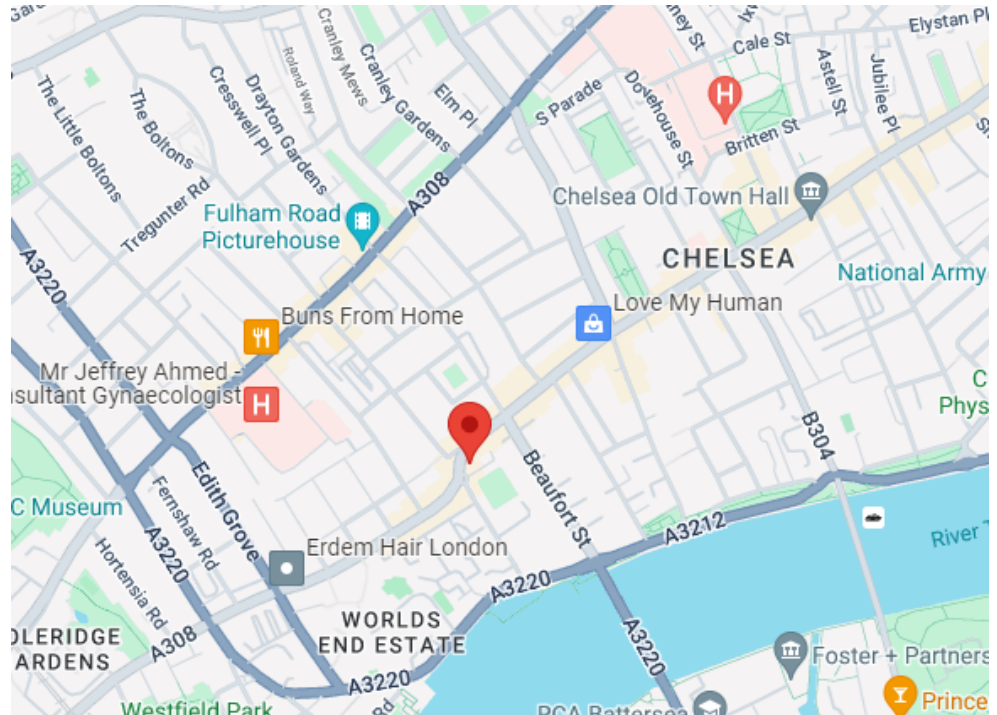 Elystan Pl
Cale St
Cranley Mews
Roland Way
Cranley Gardens
Drayton Gardens
Cresswell Pl
The Boltons
The Little Boltons
Elm Pl
S Parade
Dovehouse St
Astell St
Jubilee Pl
Britten St
H
Tregunter Rd
A308
Chelsea Old Town Hall
Fulham Road
Picturehouse
A3220
CHELSEA
National Army
Love My Human
Buns From Home
Mr Jeffrey Ahmed -
nsultant Gynaecologist
H
Phys
B304
Beaufort St
Edith Grove
Fernshaw Rd
C Museum
A3220
A3212
River T
Erdem Hair London
Hortensia Rd
A3220
WORLDS
END ESTATE
OLERIDGE
ARDENS
A308
A3220
A3220
Foster + Partners
Rd
Westfield Park
RCA Battersea
Prince